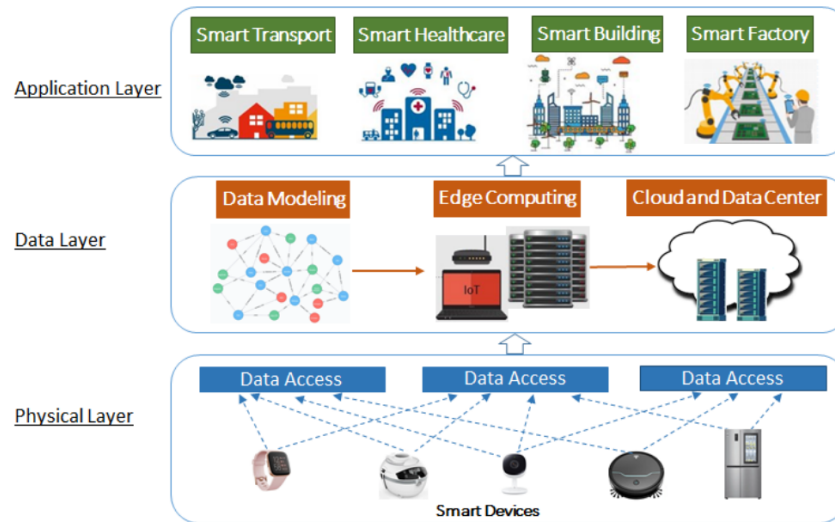 Smart Transport
Smart Healthcare
Smart Building
Smart Factory
Application Layer
Data Modeling
Edge Computing
Cloud and Data Center
Data Layer
IoT
Data Access
Data Access
Data Access
Physical Layer
Smart Devices